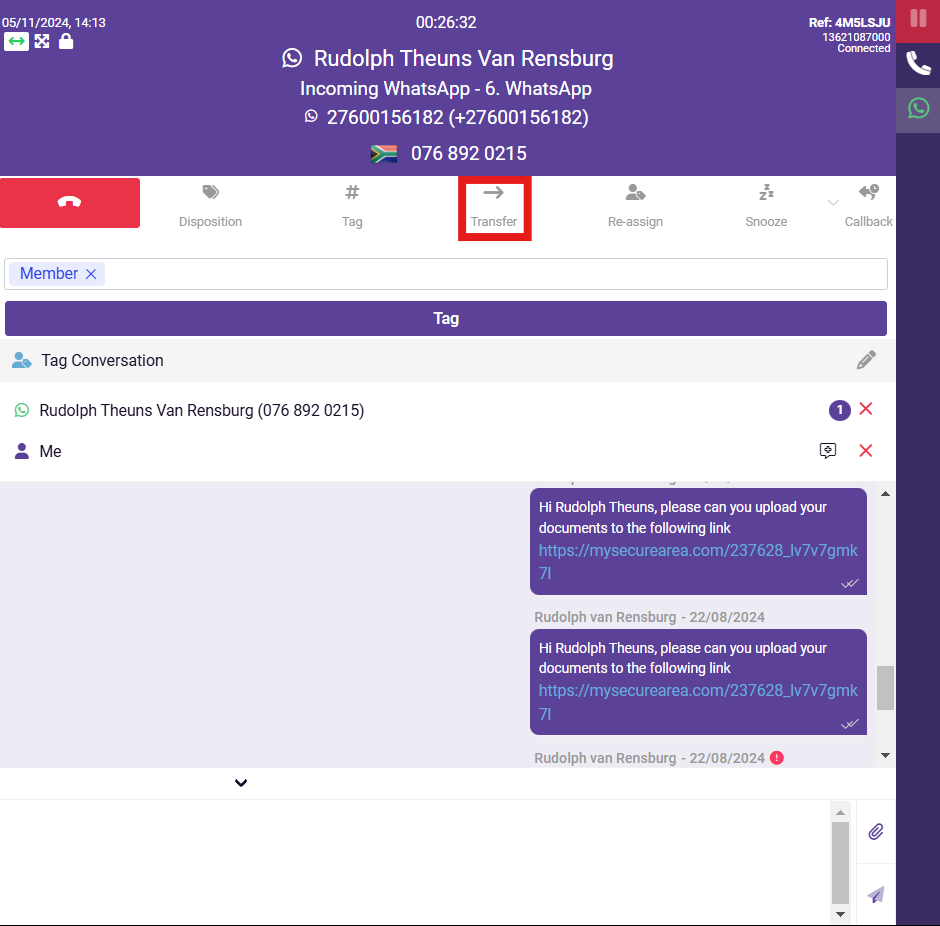 05/11/2024, 14:13
00:26:32
Ref: 4M5LSJU
13621087000
Connected
Rudolph Theuns Van Rensburg
Incoming WhatsApp - 6. WhatsApp
27600156182 (+27600156182)
076 892 0215
Disposition
Tag
Transfer
Re-assign
Snooze
Callback
Member
Tag
Tag Conversation
Rudolph Theuns Van Rensburg (076 892 0215)
1
Me
Hi Rudolph Theuns, please can you upload your
documents to the following link
https://mysecurearea.com/237628_lv7v7gmk
7l
Rudolph van Rensburg - 22/08/2024
Hi Rudolph Theuns, please can you upload your
documents to the following link
https://mysecurearea.com/237628_lv7v7gmk
7l
Rudolph van Rensburg - 22/08/2024